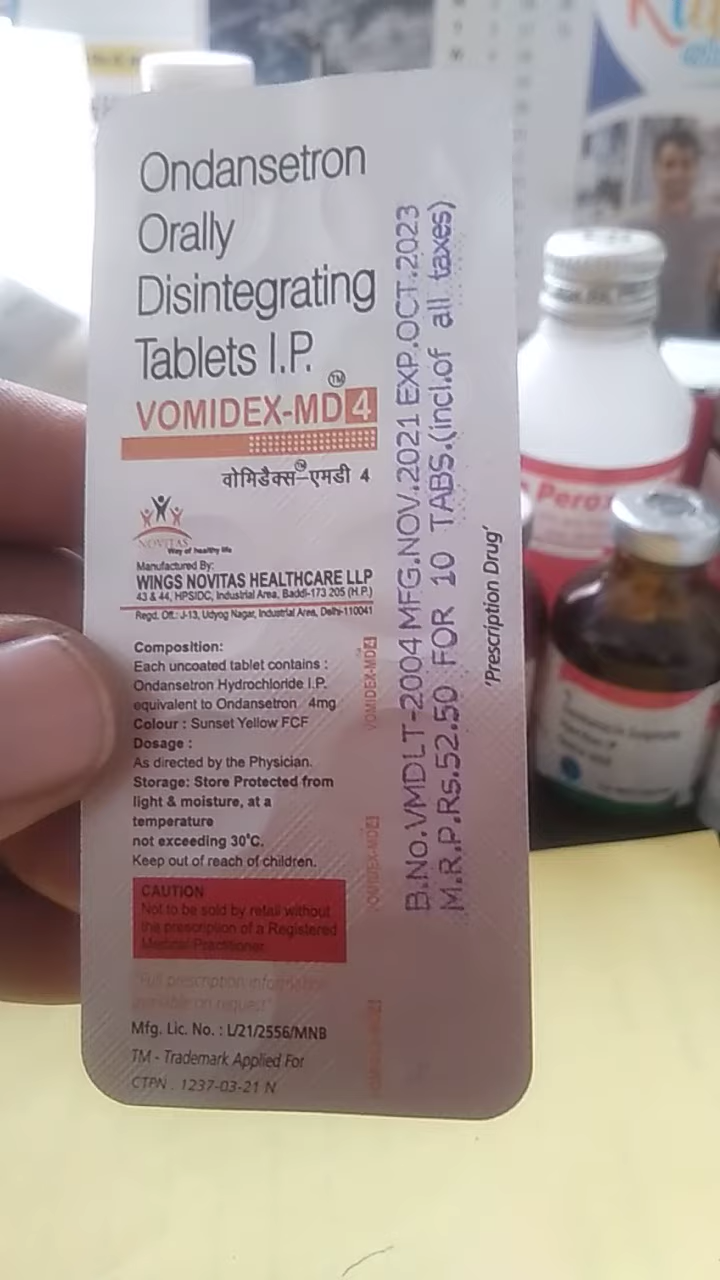 Ondansetron
Orally
Disintegrating
Tablets I.P.
VOMIDEX-MD 4
TM
वोमिडैक्स™-एमडी 4
NOVITAS
Way of healthy life
Manufactured By:
WINGS NOVITAS HEALTHCARE LLP
43 & 44, HPSIDC, Industrial Area, Baddi-173 205 (H.P.)
Regd. Off.: J-13, Udyog Nagar, Industrial Area, Delhi-110041
Composition:
Each uncoated tablet contains :
Ondansetron Hydrochloride I.P.
equivalent to Ondansetron 4mg
Colour : Sunset Yellow FCF
Dosage :
As directed by the Physician.
Storage: Store Protected from
light & moisture, at a
temperature
not exceeding 30°C.
Keep out of reach of children.
CAUTION
Not to be sold by retail without
the prescription of a Registered
Medical Practitioner.
"Full prescription information
available on request"
Mfg. Lic. No. : L/21/2556/MNB
TM - Trademark Applied For
CTPN . 1237-03-21 N
VOMIDEX-MD 4
VOMIDEX-MD 4
VOMIDEX-MD 4
B.No.VMDLT-2004 MFG.NOV.2021 EXP.OCT.2023
M.R.P.Rs.52.50 FOR 10 TABS.(incl.of all taxes)
'Prescription Drug'